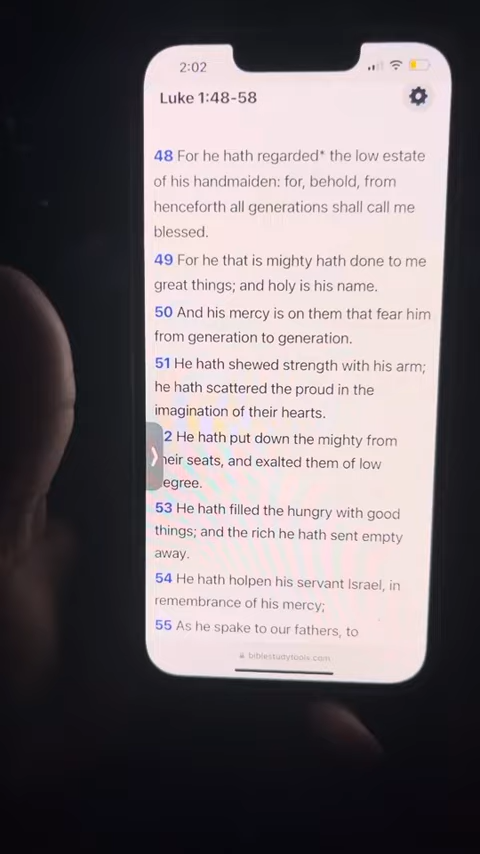 2:02
Luke 1:48-58
48 For he hath regarded* the low estate
of his handmaiden: for, behold, from
henceforth all generations shall call me
blessed.
49 For he that is mighty hath done to me
great things; and holy is his name.
50 And his mercy is on them that fear him
from generation to generation.
51 He hath shewed strength with his arm;
he hath scattered the proud in the
imagination of their hearts.
2 He hath put down the mighty from
heir seats, and exalted them of low
egree.
53 He hath filled the hungry with good
things; and the rich he hath sent empty
away.
54 He hath holpen his servant Israel, in
remembrance of his mercy;
55 As he spake to our fathers, to
biblestudytools.com